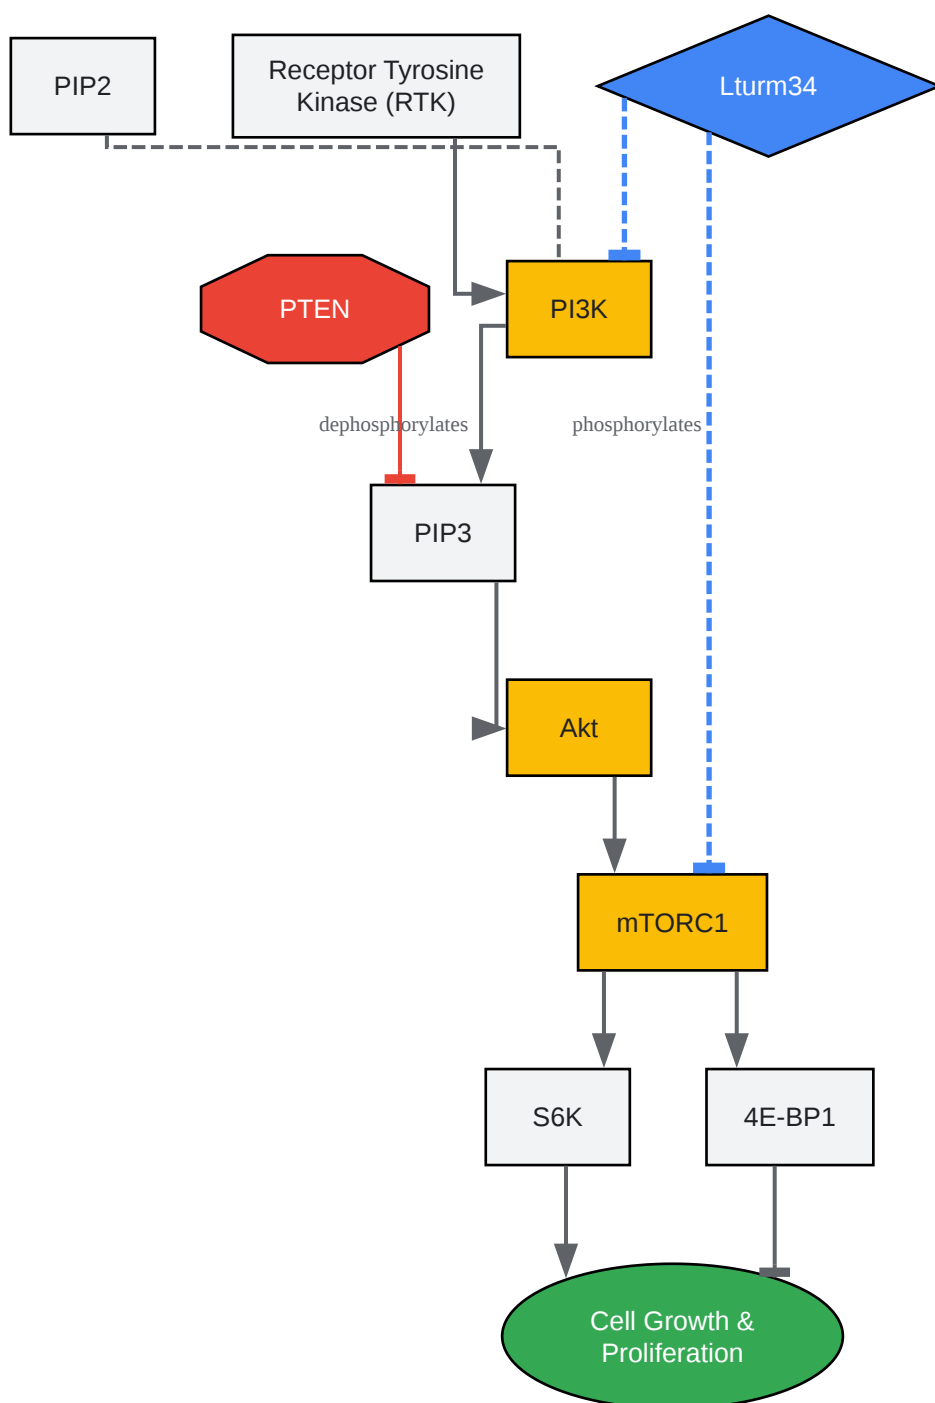 PIP2
Receptor Tyrosine
Kinase (RTK)
Lturm34
PTEN
PI3K
dephosphorylates
phosphorylates
PIP3
Akt
mTORC1
S6K
4E-BP1
Cell Growth &
Proliferation